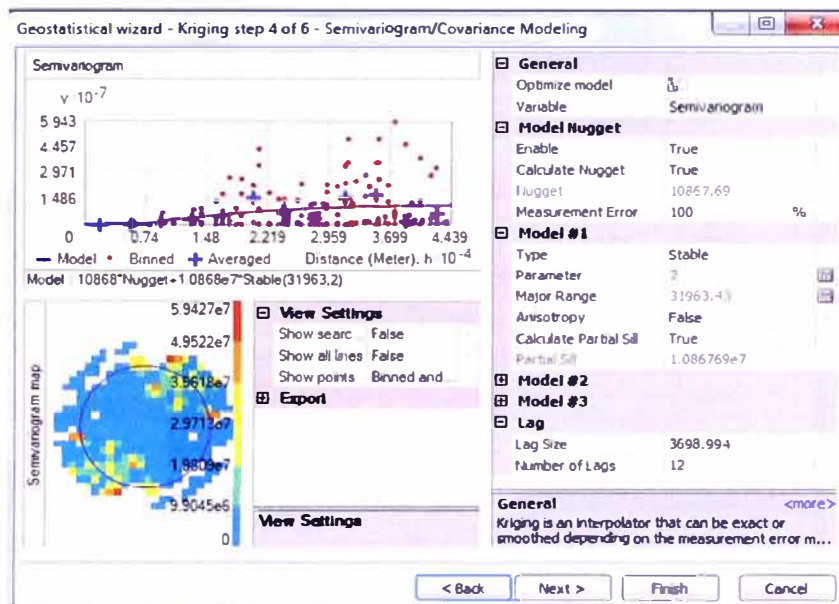 Geostatistical wizard - Kriging step 4 of 6 - Semivariogram/Covariance Modeling
Semivariogram
γ 10⁻⁷
5.943
4.457
2.971
1.486
0 0.74 1.48 2.219 2.959 3.699 4.439
Model Binned Averaged Distance (Meter), h 10⁻⁴
Model : 10868*Nugget+1.0868e7*Stable(31963,2)
Semivariogram map
5.9427e7
4.9522e7
3.9618e7
2.9713e7
1.9809e7
9.9045e6
0
View Settings
Show searc False
Show all lines False
Show points Binned and
Export
View Settings
General
Optimize model
Variable Semivariogram
Model Nugget
Enable True
Calculate Nugget True
Nugget 10867.69
Measurement Error 100 %
Model #1
Type Stable
Parameter 2
Major Range 31963.43
Anisotropy False
Calculate Partial Sill True
Partial Sill 1.086769e7
Model #2
Model #3
Lag
Lag Size 3698.994
Number of Lags 12
General <more>
Kriging is an interpolator that can be exact or
smoothed depending on the measurement error m...
< Back Next > Finish Cancel